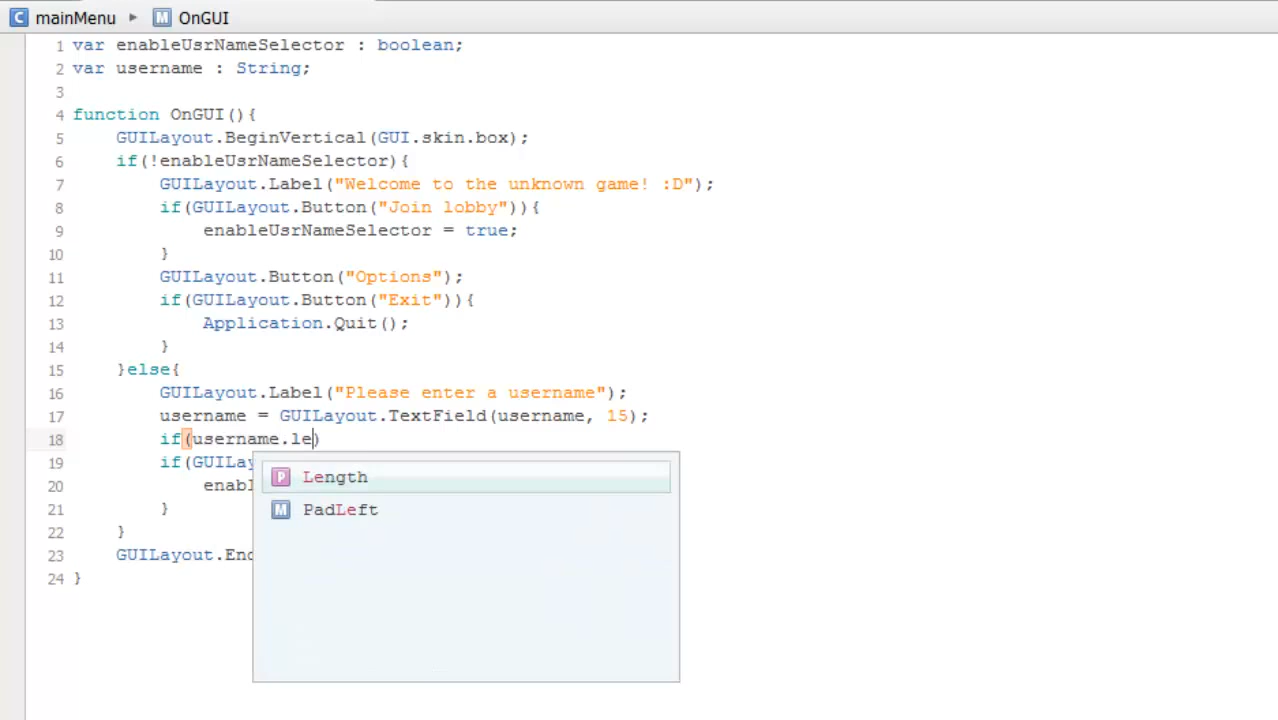 mainMenu ▸ M OnGUI
1 var enableUsrNameSelector : boolean;
2 var username : String;
3
4 function OnGUI(){
5 GUILayout.BeginVertical(GUI.skin.box);
6 if(!enableUsrNameSelector){
7 GUILayout.Label("Welcome to the unknown game! :D");
8 if(GUILayout.Button("Join lobby")){
9 enableUsrNameSelector = true;
10 }
11 GUILayout.Button("Options");
12 if(GUILayout.Button("Exit")){
13 Application.Quit();
14 }
15 }else{
16 GUILayout.Label("Please enter a username");
17 username = GUILayout.TextField(username, 15);
18 if(username.le)
19 if(GUILay
20 enabl
21 }
22 }
23 GUILayout.End
24 }
P Length
M PadLeft